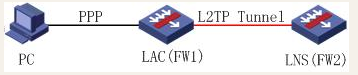 PPP
L2TP Tunnel
PC
LAC(FW1)
LNS(FW2)